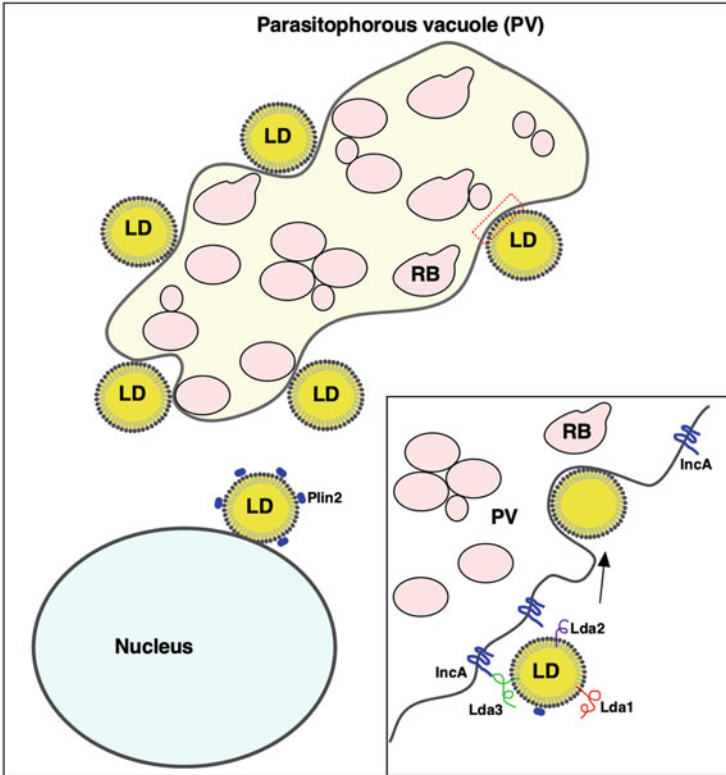 Parasitophorous vacuole (PV)
LD
LD
LD
RB
LD
LD
LD
Plin2
Nucleus
RB
IncA
PV
Lda2
IncA
LD
Lda3
Lda1